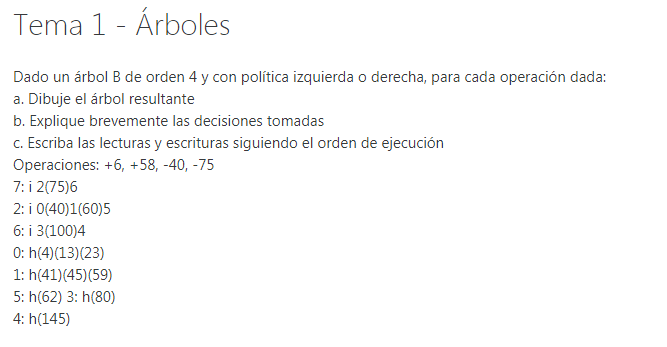 Tema 1 - Árboles
Dado un árbol B de orden 4 y con política izquierda o derecha, para cada operación dada:
a. Dibuje el árbol resultante
b. Explique brevemente las decisiones tomadas
c. Escriba las lecturas y escrituras siguiendo el orden de ejecución
Operaciones: +6, +58, -40, -75
7: i 2(75)6
2: i 0(40)1(60)5
6: i 3(100)4
0: h(4)(13)(23)
1: h(41)(45)(59)
5: h(62) 3: h(80)
4: h(145)